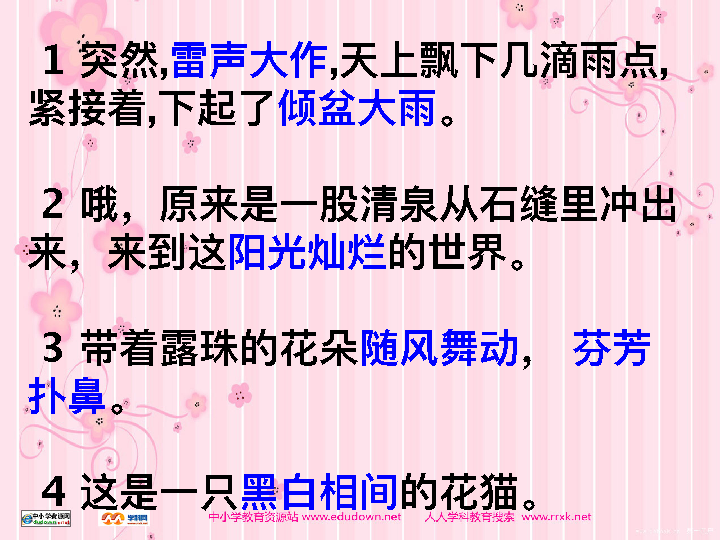 1 突然,雷声大作,天上飘下几滴雨点,
紧接着,下起了倾盆大雨。
2 哦，原来是一股清泉从石缝里冲出
来，来到这阳光灿烂的世界。
3 带着露珠的花朵随风舞动， 芬芳
扑鼻。
4 这是一只黑白相间的花猫。
中小学教育资源站 www.edudown.net 人人学科教育搜索 www.rrxk.net